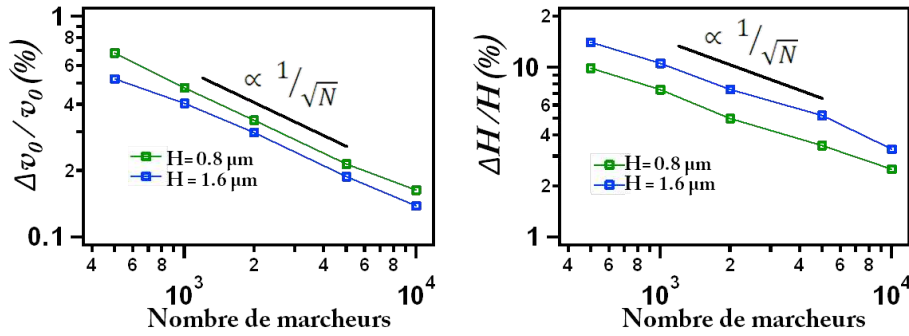 Δv₀/v₀ (%)
1
8
6
4
2
0.1
∝ 1/√N
H= 0.8 µm
H = 1.6 µm
4 6 8 2 4 6 8
10³ 10⁴
Nombre de marcheurs
ΔH/H (%)
2
10
8
6
4
2
1
∝ 1/√N
H= 0.8 µm
H = 1.6 µm
4 6 8 2 4 6 8
10³ 10⁴
Nombre de marcheurs